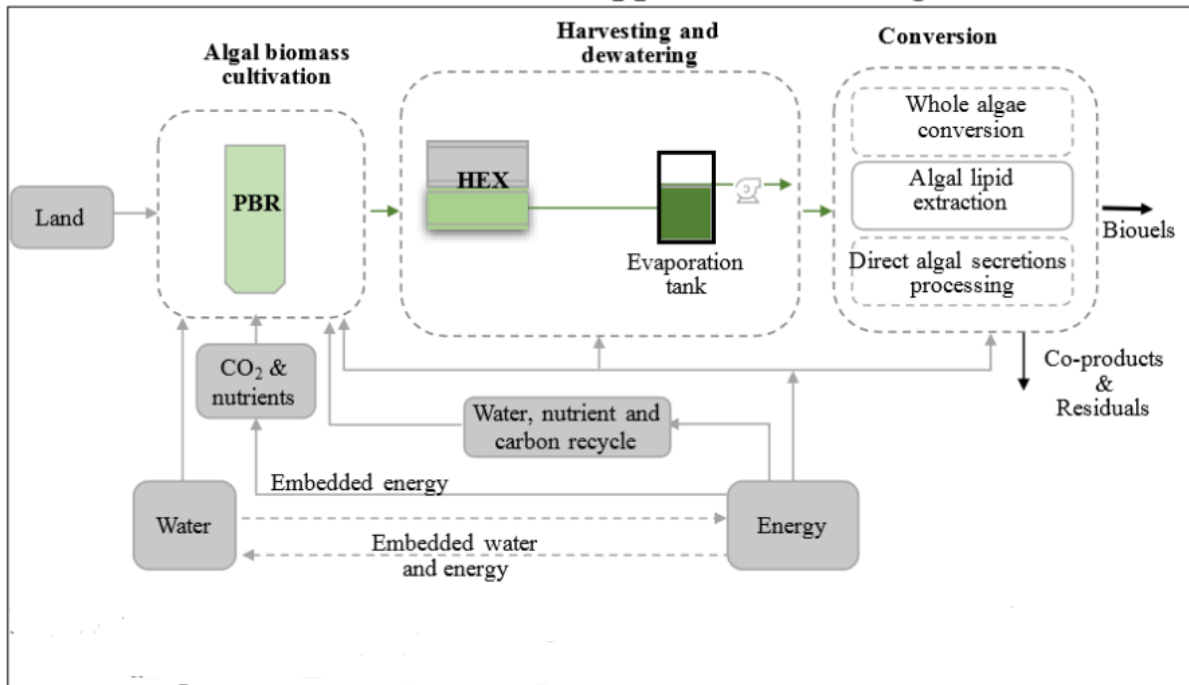 Algal biomass
cultivation
Harvesting and
dewatering
Conversion
Land
PBR
HEX
Evaporation
tank
Whole algae
conversion
Algal lipid
extraction
Direct algal secretions
processing
Biouels
Co-products
&
Residuals
CO₂ &
nutrients
Water, nutrient and
carbon recycle
Embedded energy
Water
Energy
Embedded water
and energy